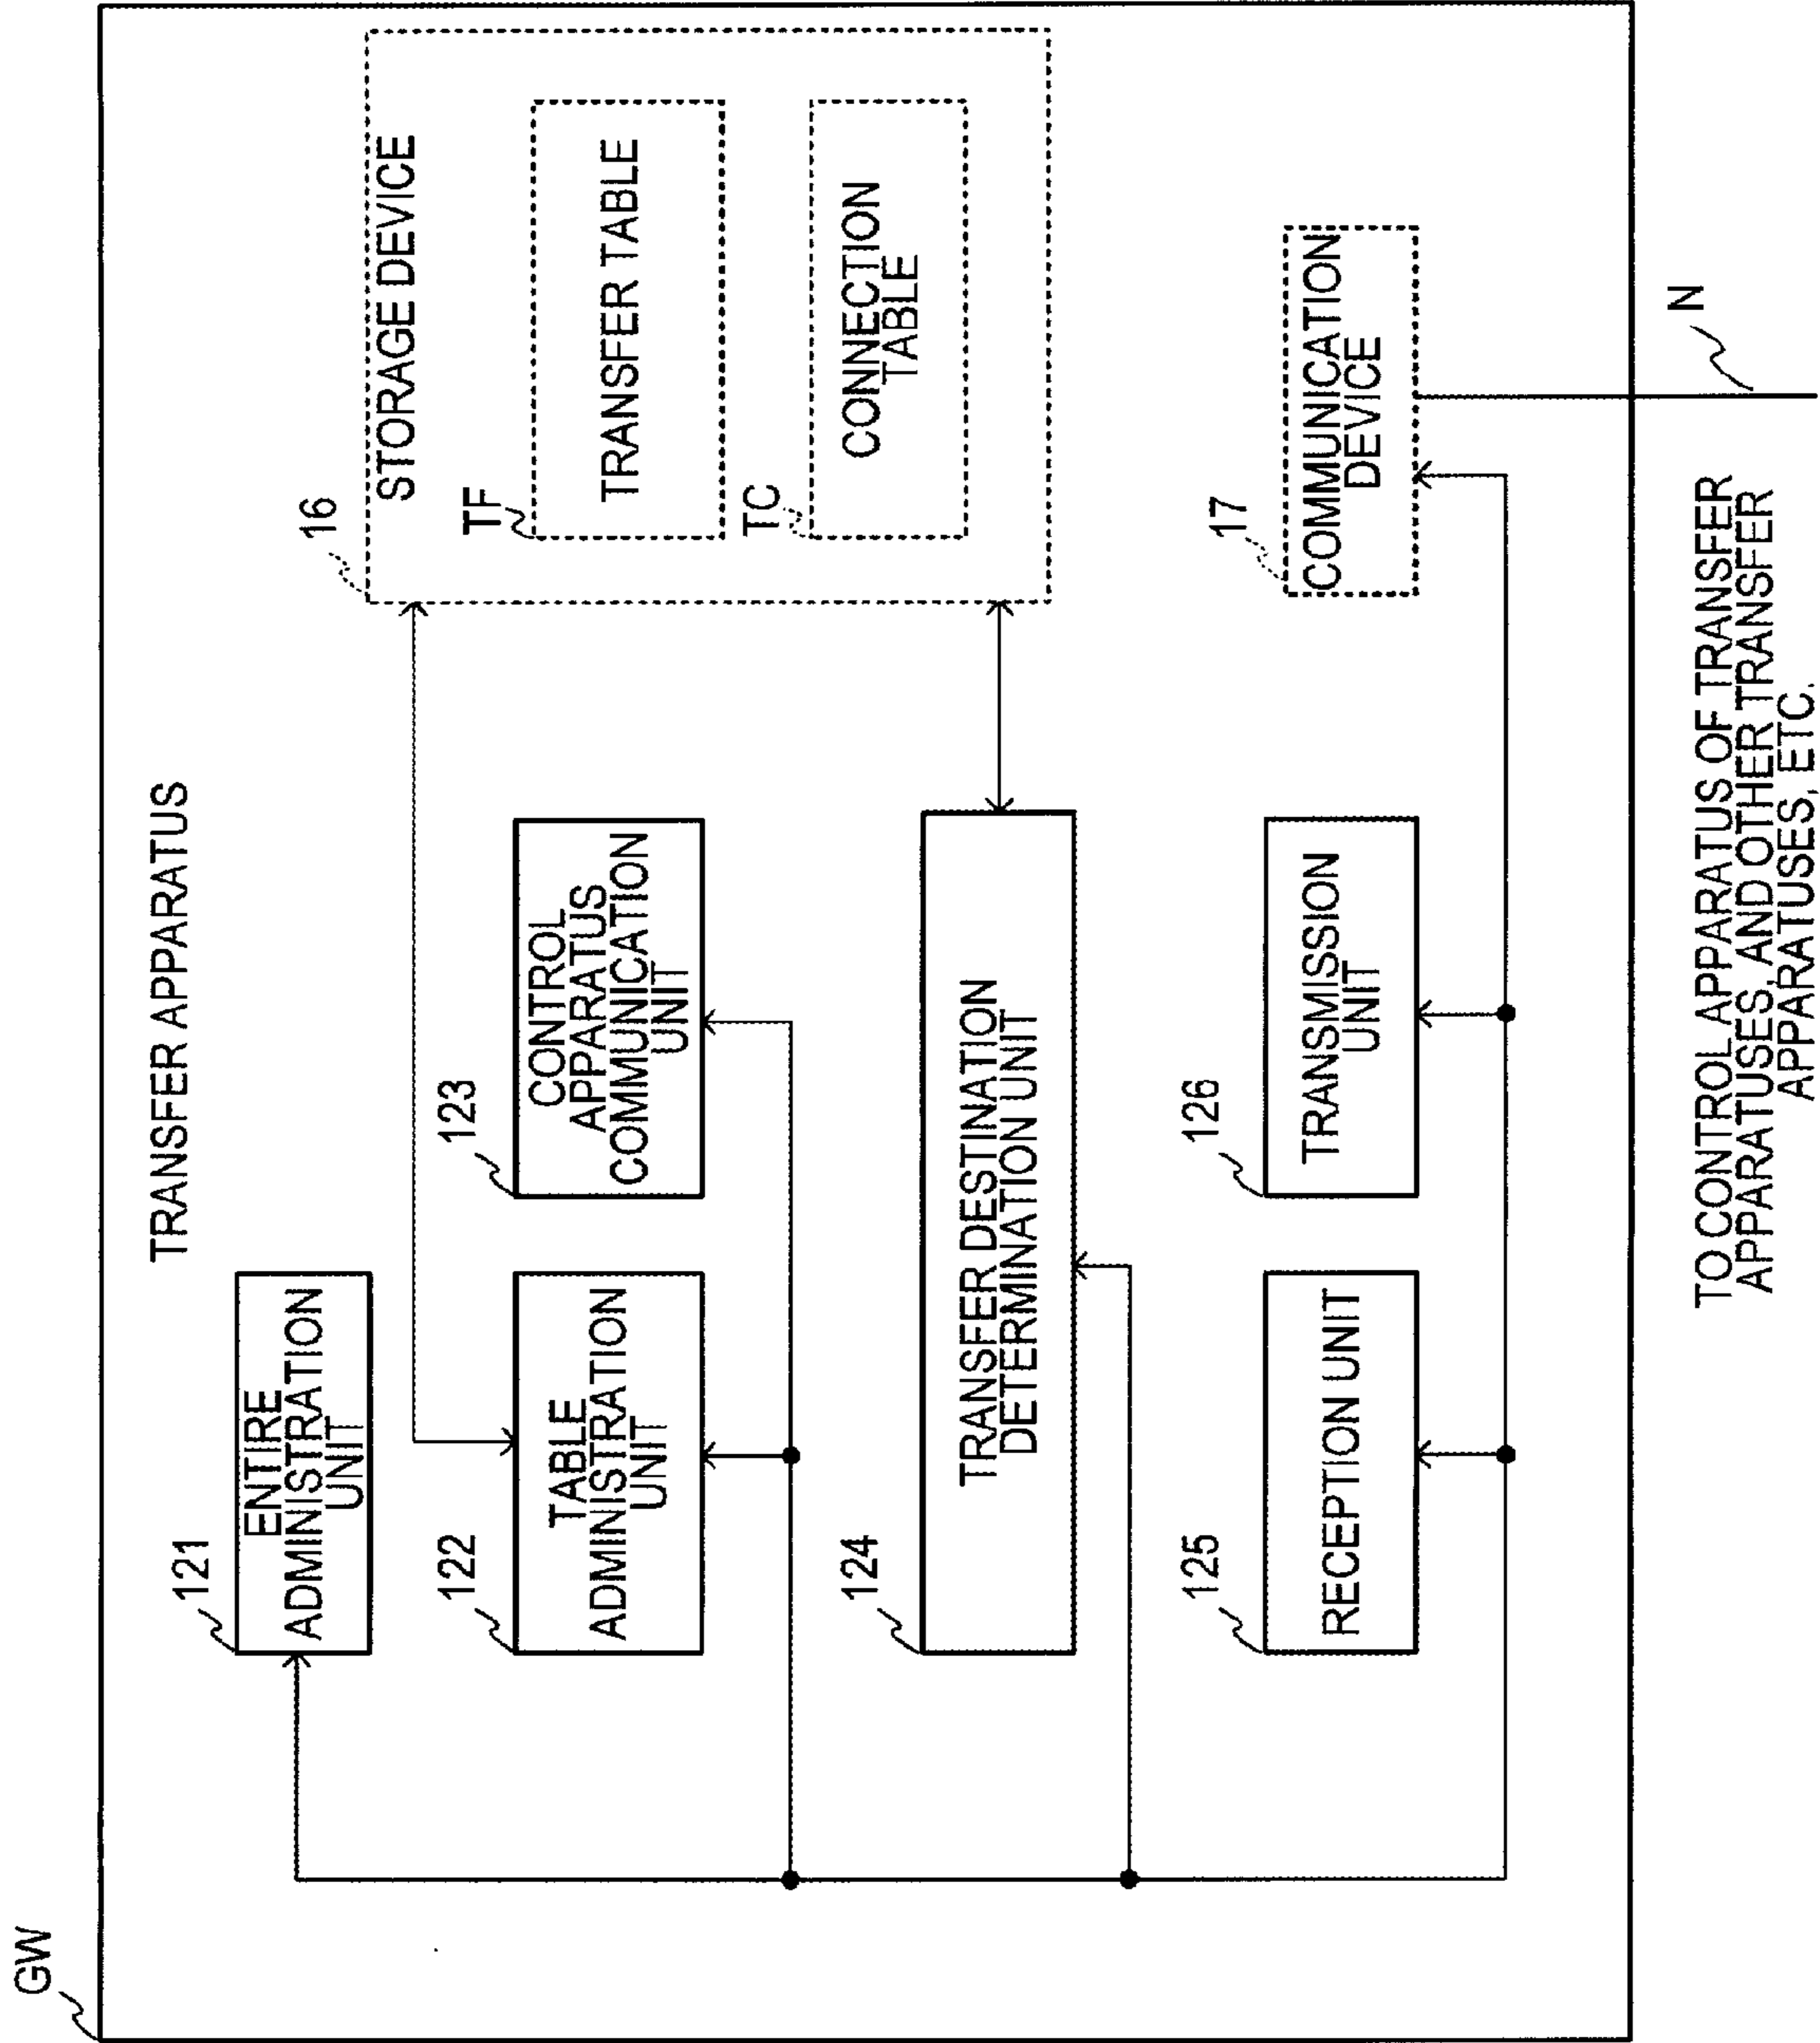 GW
TRANSFER APPARATUS
121
ENTIRE
ADMINISTRATION
UNIT
122
TABLE
ADMINISTRATION
UNIT
123
CONTROL
APPARATUS
COMMUNICATION
UNIT
16
STORAGE DEVICE
TF
TRANSFER TABLE
TC
CONNECTION
TABLE
124
TRANSFER DESTINATION
DETERMINATION UNIT
125
RECEPTION UNIT
126
TRANSMISSION
UNIT
17
COMMUNICATION
DEVICE
N
TO CONTROL APPARATUS OF TRANSFER
APPARATUSES, AND OTHER TRANSFER
APPARATUSES, ETC.